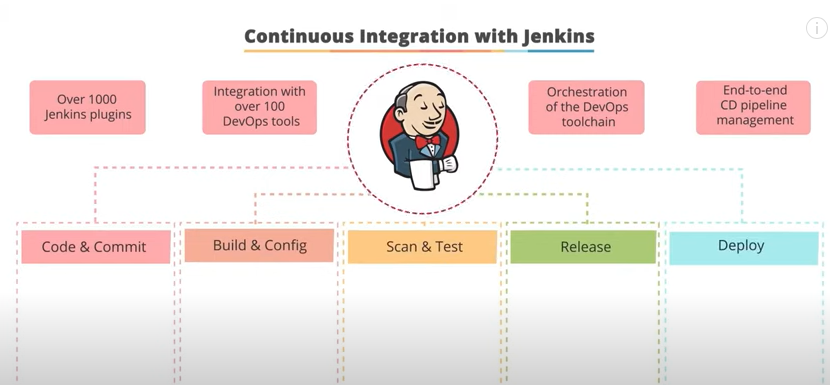 Continuous Integration with Jenkins
i
Over 1000
Jenkins plugins
Integration with
over 100
DevOps tools
Orchestration
of the DevOps
toolchain
End-to-end
CD pipeline
management
Code & Commit
Build & Config
Scan & Test
Release
Deploy